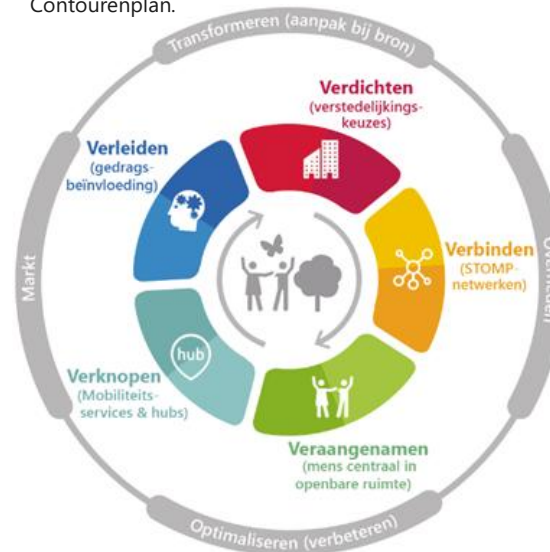 Contourenplan.
Transformeren (aanpak bij bron)
Verdichten
(verstedelijkings-
keuzes)
Verleiden
(gedrags-
beïnvloeding)
Verbinden
(STOMP-
netwerken)
Markt
Overheden
hub
Verknopen
(Mobiliteits-
services & hubs)
Veraangenamen
(mens centraal in
openbare ruimte)
Optimaliseren (verbeteren)